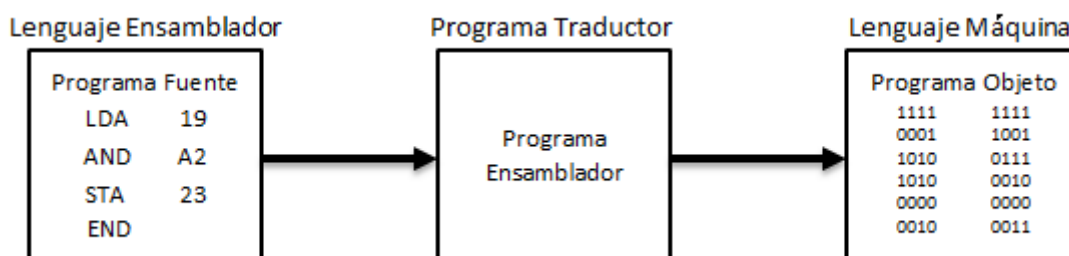 Lenguaje Ensamblador
Programa Fuente
LDA 19
AND A2
STA 23
END
Programa Traductor
Programa
Ensamblador
Lenguaje Máquina
Programa Objeto
1111 1111
0001 1001
1010 0111
1010 0010
0000 0000
0010 0011